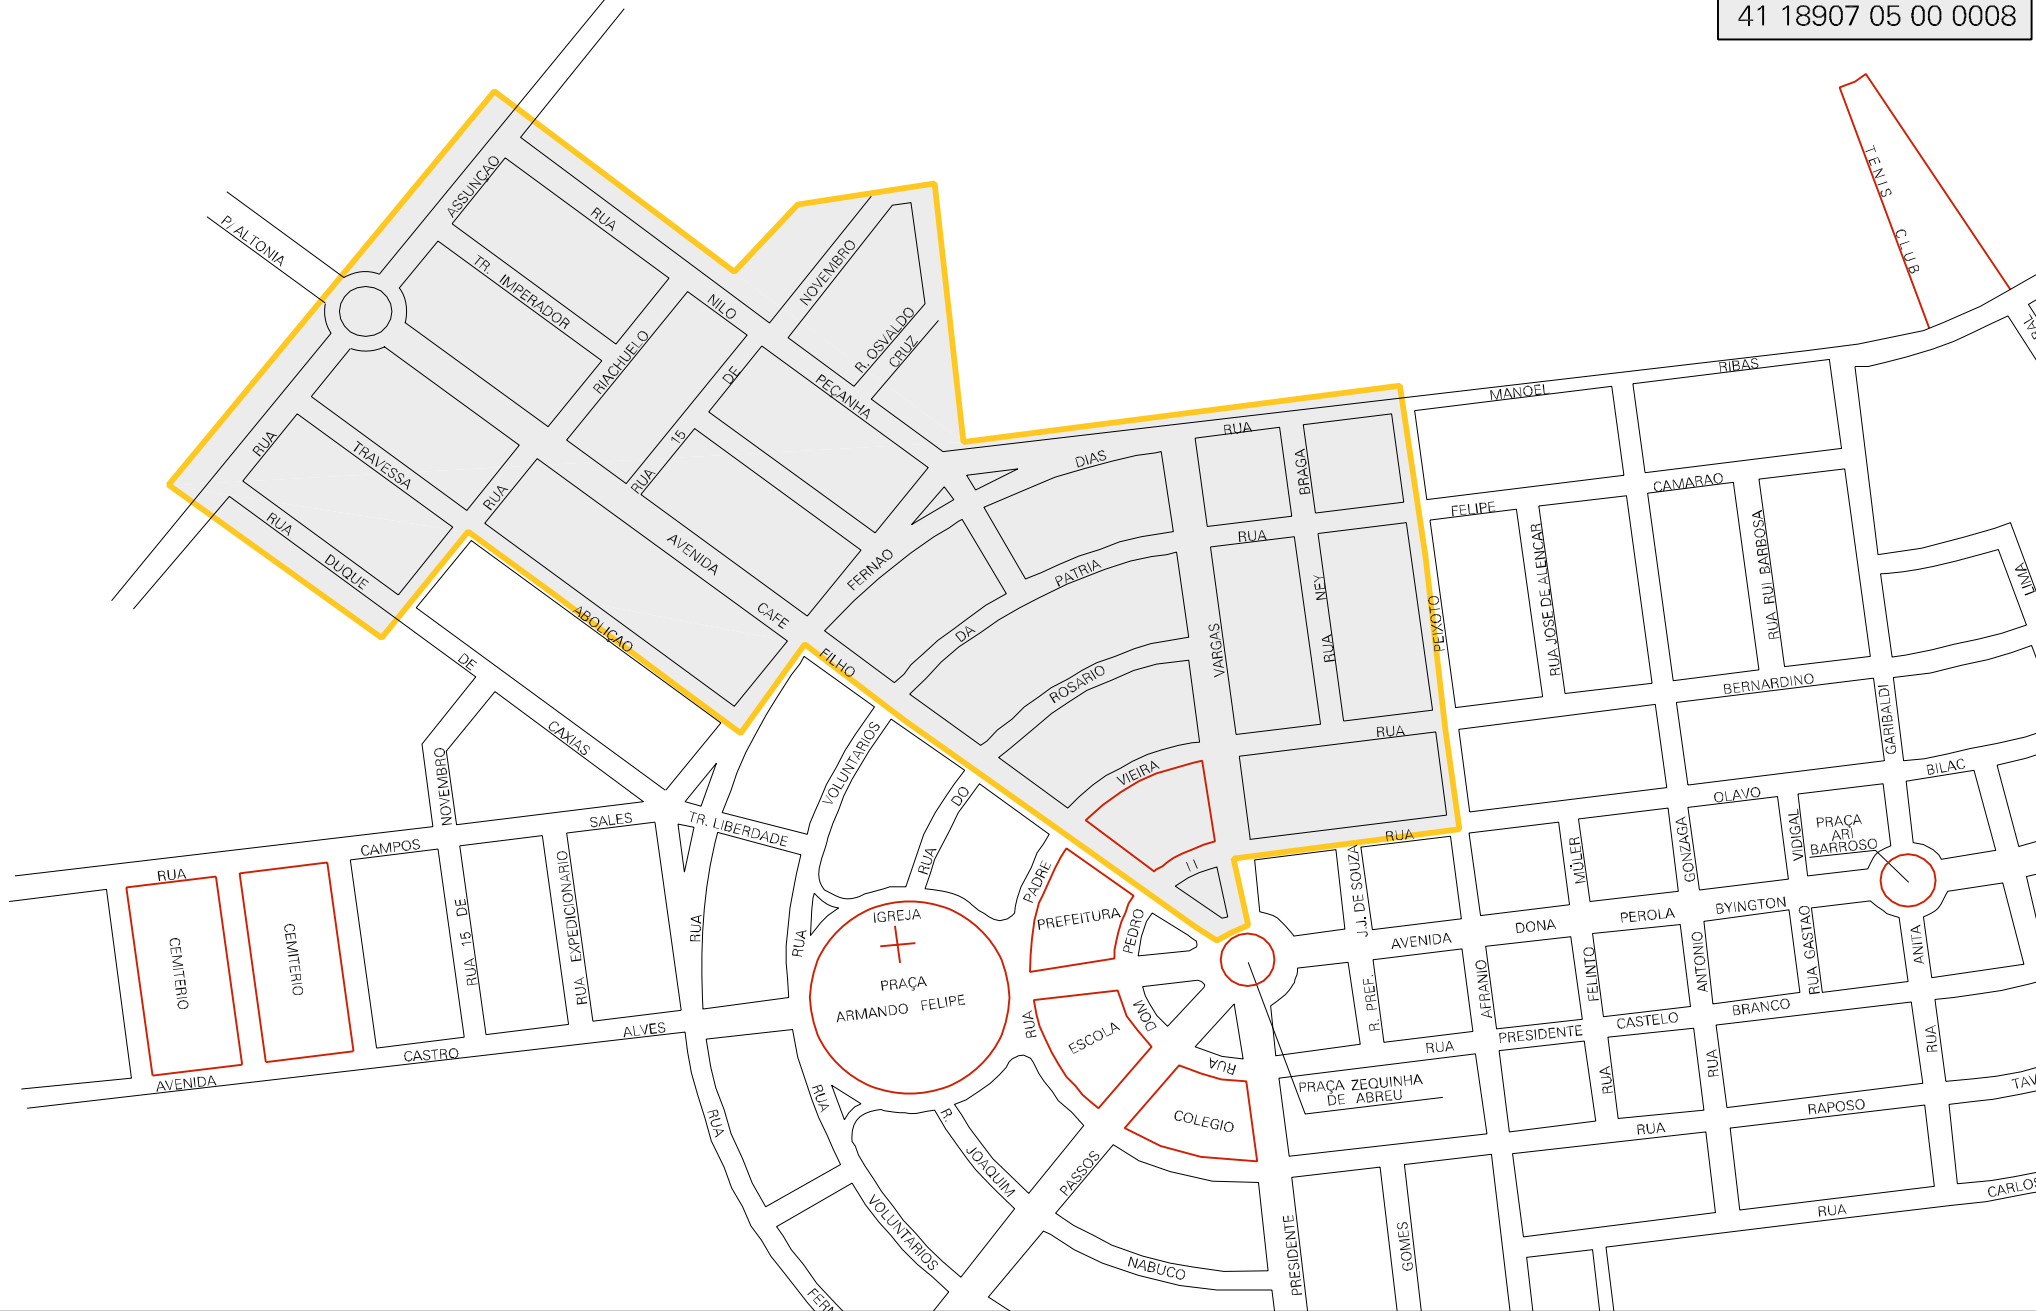 41 18907 05 00 0008
TENIS CLUB
P/ ALTONIA
ASSUNÇAO
RUA
TR. IMPERADOR
NILO
NOVEMBRO
R. OSVALDO
CRUZ
RIACHUELO
DE
PEÇANHA
15
RUA
RUA
TRAVESSA
RUA
RUA
DUQUE
AVENIDA
CAFE
ABOLIÇAO
FILHO
FERNAO
DIAS
DA
PATRIA
ROSARIO
VIEIRA
RUA
BRAGA
RUA
NEY
RUA
VARGAS
RUA
RUA
PEIXOTO
MANOEL
RIBAS
FELIPE
CAMARAO
RUA JOSE DE ALENCAR
RUA RUI BARBOSA
LIMA
BERNARDINO
GARIBALDI
OLAVO
BILAC
PRAÇA
ARI
BARROSO
VIDIGAL
GONZAGA
MÜLER
J.J. DE SOUZA
DE
CAXIAS
NOVEMBRO
VOLUNTARIOS
DO
RUA
TR. LIBERDADE
SALES
CAMPOS
RUA
CEMITERIO
CEMITERIO
RUA 15 DE
RUA EXPEDICIONARIO
RUA
RUA
IGREJA
PRAÇA
ARMANDO FELIPE
PADRE
PREFEITURA
PEDRO
II
AVENIDA
DONA
PEROLA
BYINGTON
R. PREF.
AFRANIO
FELINTO
ANTONIO
RUA GASTAO
ANITA
ALVES
CASTRO
AVENIDA
RUA
ESCOLA
DOM
RUA
COLEGIO
PRAÇA ZEQUINHA
DE ABREU
RUA
PRESIDENTE
CASTELO
BRANCO
RUA
RUA
RUA
TAV
RUA
RAPOSO
RUA
RUA
R.
JOAQUIM
PASSOS
VOLUNTARIOS
NABUCO
PRESIDENTE
GOMES
RUA
CARLOS